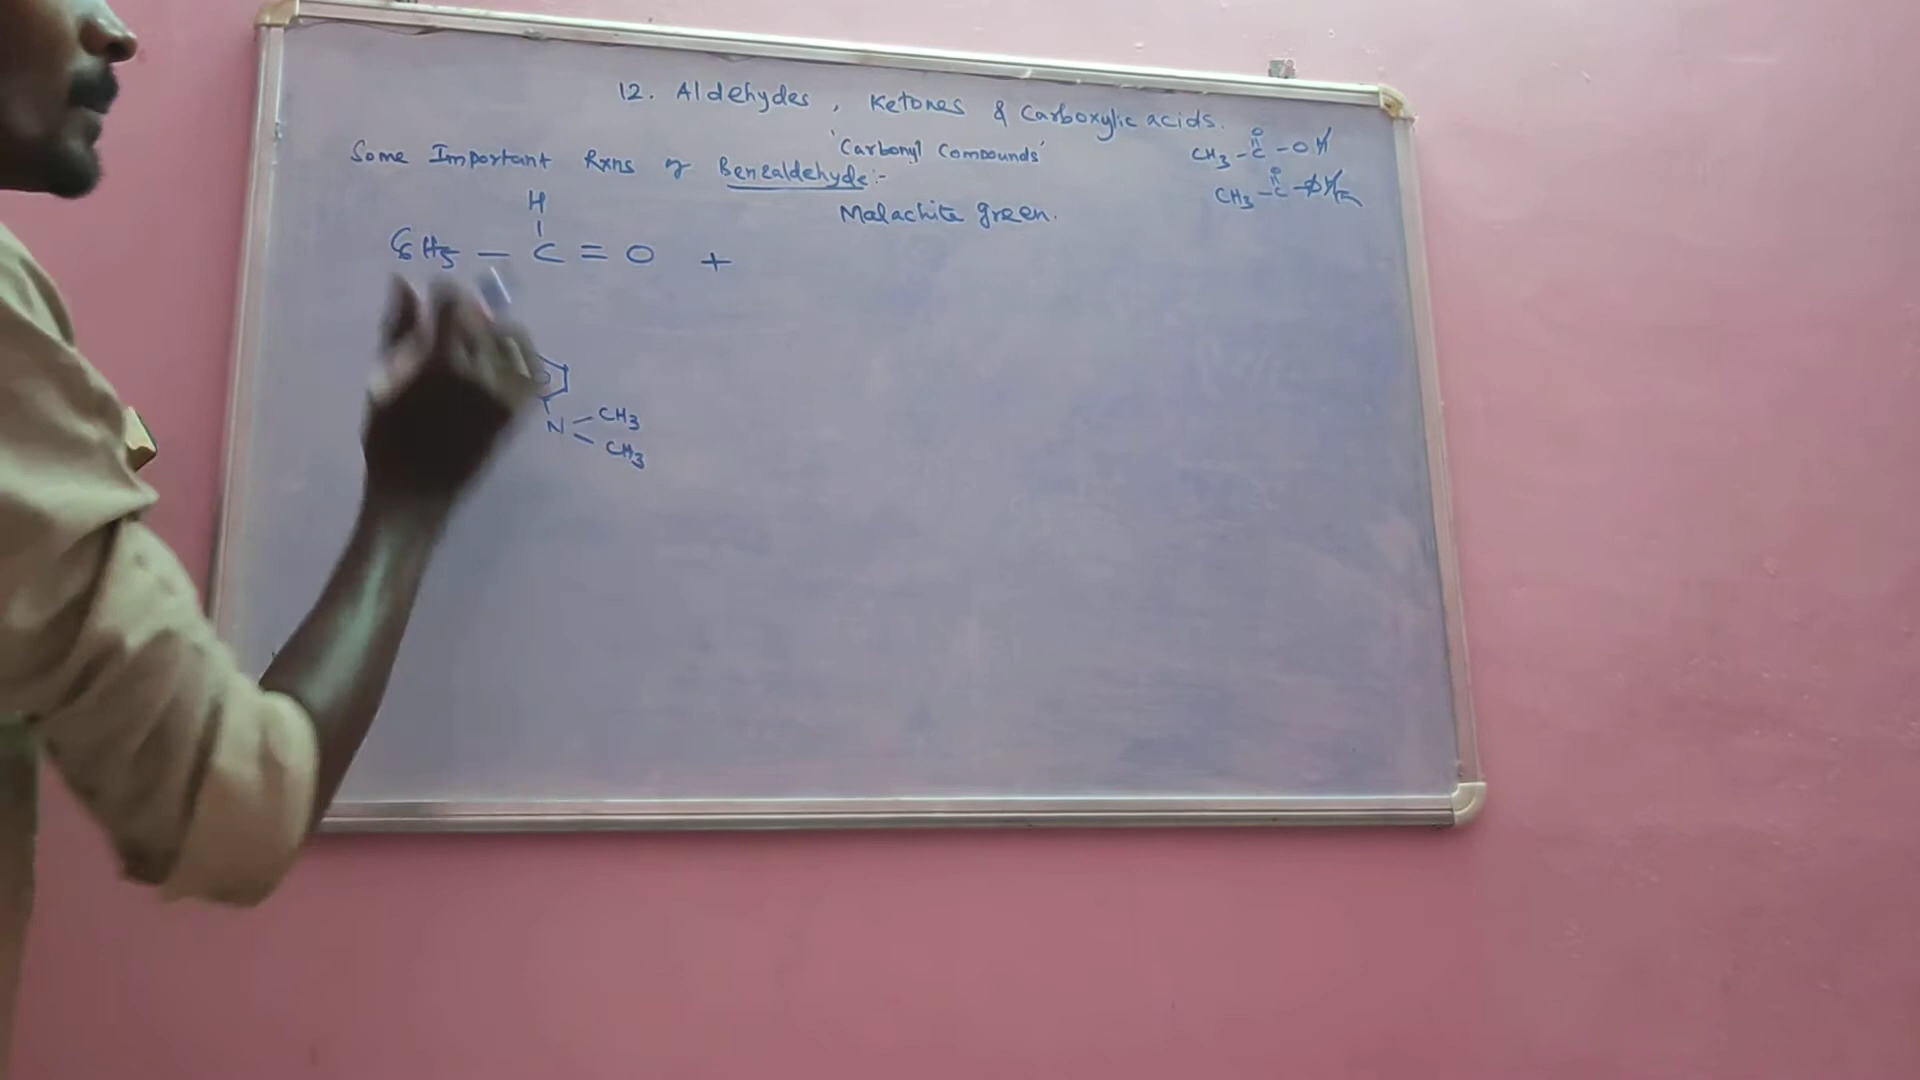 12. Aldehydes, Ketones & Carboxylic acids.
'Carbonyl Compounds'
CH3-C-OH
O
CH3-C-
O
Some Important Rxns of Benzaldehyde:-
Malachite green.
H
C6H5 - C = O +
N - CH3
- CH3